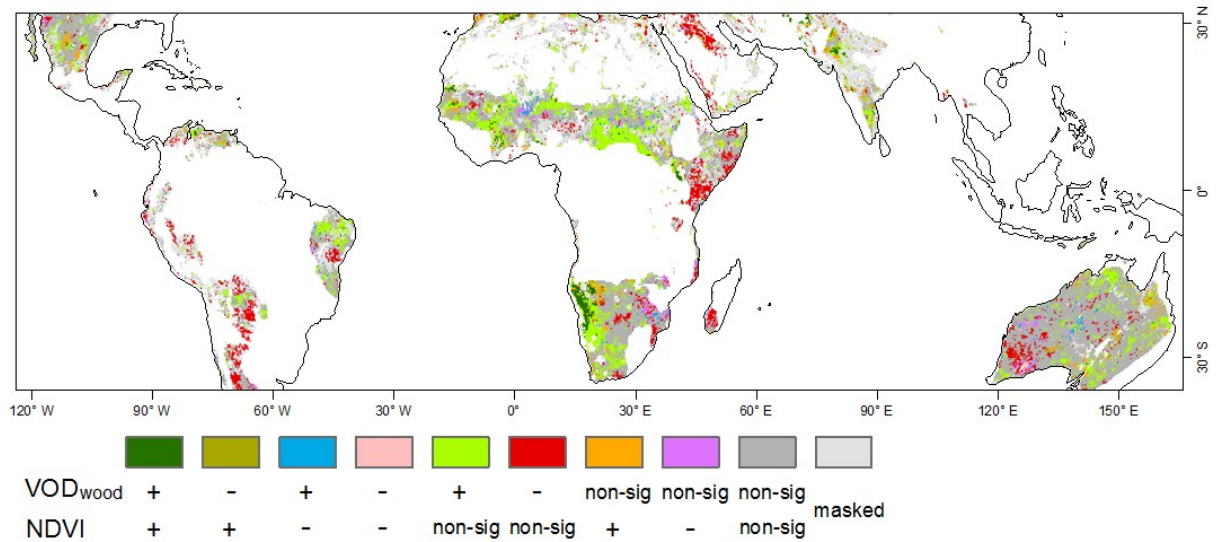 30° N
0°
30° S
120° W 90° W 60° W 30° W 0° 30° E 60° E 90° E 120° E 150° E
VODwood + - + - + - non-sig non-sig non-sig masked
NDVI + + - - non-sig non-sig + - non-sig